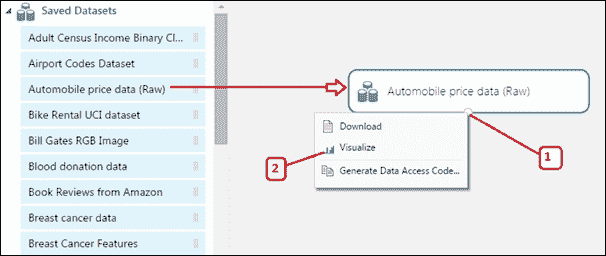 Saved Datasets
Adult Census Income Binary Cl...
Airport Codes Dataset
Automobile price data (Raw)
Bike Rental UCI dataset
Bill Gates RGB Image
Blood donation data
Book Reviews from Amazon
Breast cancer data
Breast Cancer Features
Automobile price data (Raw)
Download
Visualize
Generate Data Access Code...
1
2